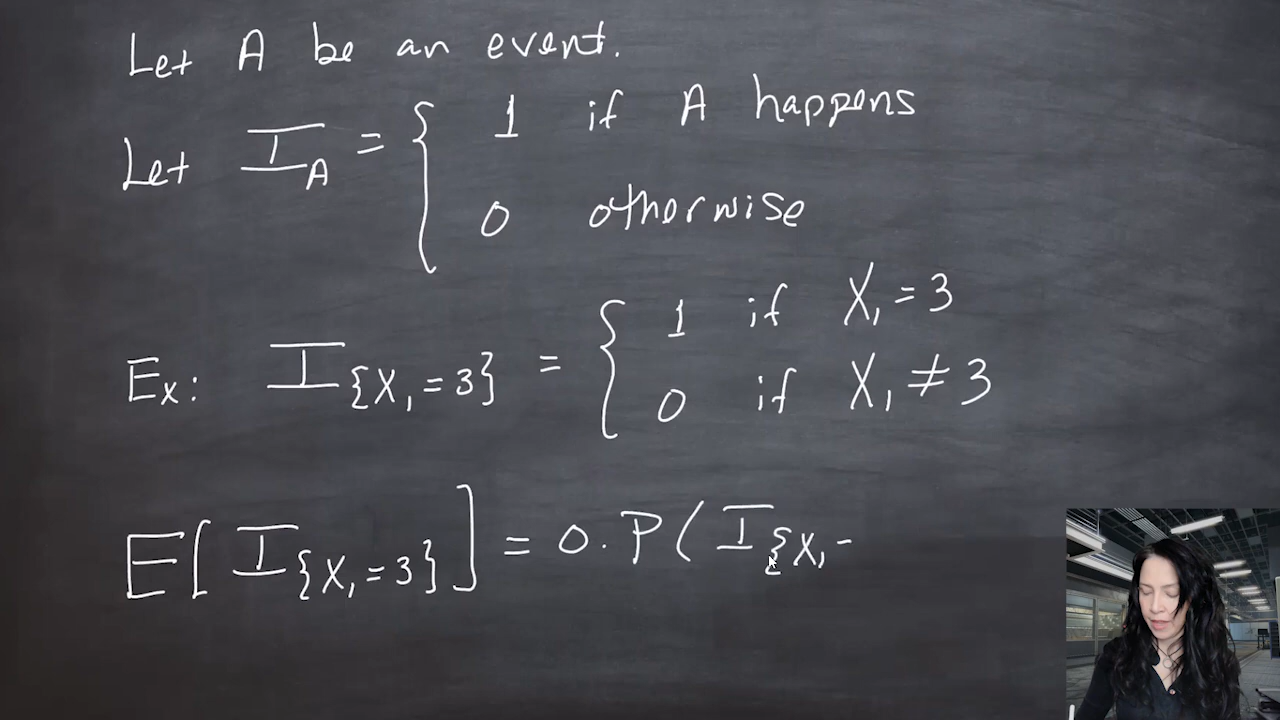 Let A be an event.
Let I_A = { 1 if A happens
0 otherwise
Ex: I_{X₁ = 3} = { 1 if X₁ = 3
0 if X₁ ≠ 3
E[ I_{X₁ = 3} ] = 0 · P( I_{X₁ -